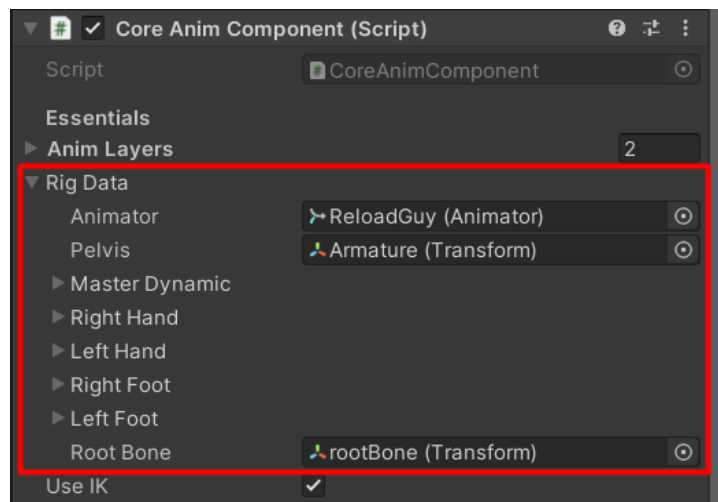 Core Anim Component (Script)
Script CoreAnimComponent
Essentials
Anim Layers 2
Rig Data
Animator ReloadGuy (Animator)
Pelvis Armature (Transform)
Master Dynamic
Right Hand
Left Hand
Right Foot
Left Foot
Root Bone rootBone (Transform)
Use IK